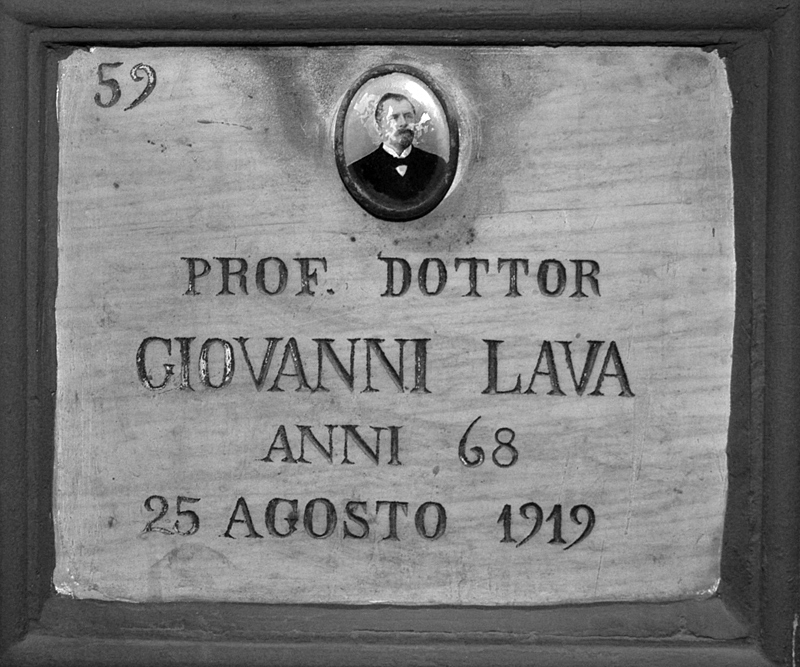 59
PROF. DOTTOR
GIOVANNI LAVA
ANNI 68
25 AGOSTO 1919